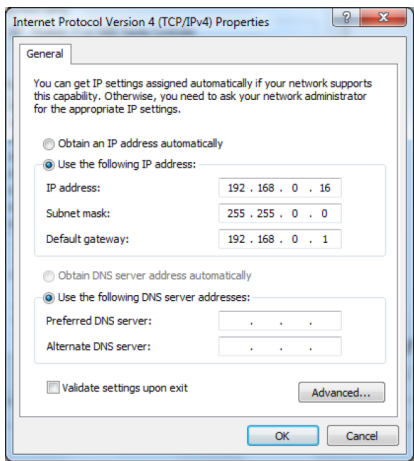 Internet Protocol Version 4 (TCP/IPv4) Properties
General
You can get IP settings assigned automatically if your network supports
this capability. Otherwise, you need to ask your network administrator
for the appropriate IP settings.
Obtain an IP address automatically
Use the following IP address:
IP address: 192 . 168 . 0 . 16
Subnet mask: 255 . 255 . 0 . 0
Default gateway: 192 . 168 . 0 . 1
Obtain DNS server address automatically
Use the following DNS server addresses:
Preferred DNS server: . . .
Alternate DNS server: . . .
Validate settings upon exit
Advanced...
OK Cancel